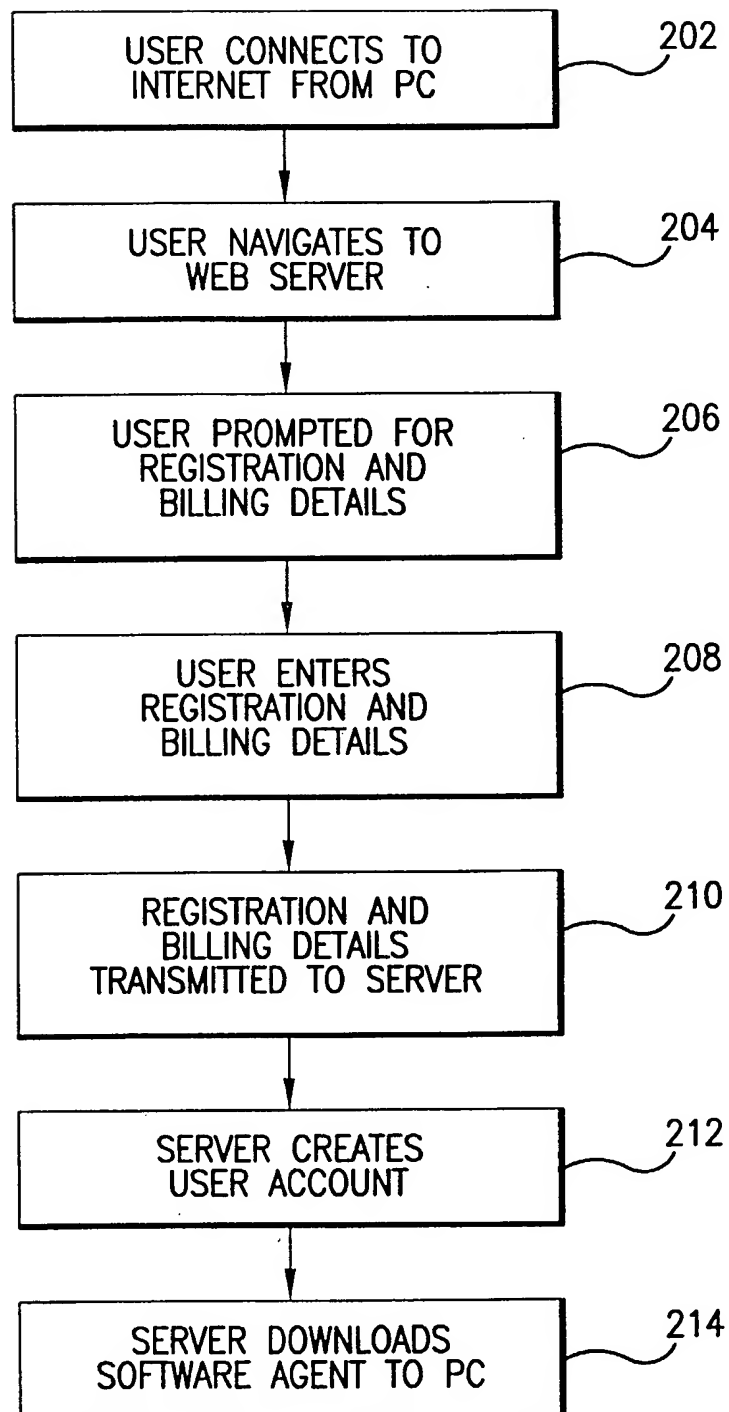 USER CONNECTS TO
INTERNET FROM PC
202
USER NAVIGATES TO
WEB SERVER
204
USER PROMPTED FOR
REGISTRATION AND
BILLING DETAILS
206
USER ENTERS
REGISTRATION AND
BILLING DETAILS
208
REGISTRATION AND
BILLING DETAILS
TRANSMITTED TO SERVER
210
SERVER CREATES
USER ACCOUNT
212
SERVER DOWNLOADS
SOFTWARE AGENT TO PC
214